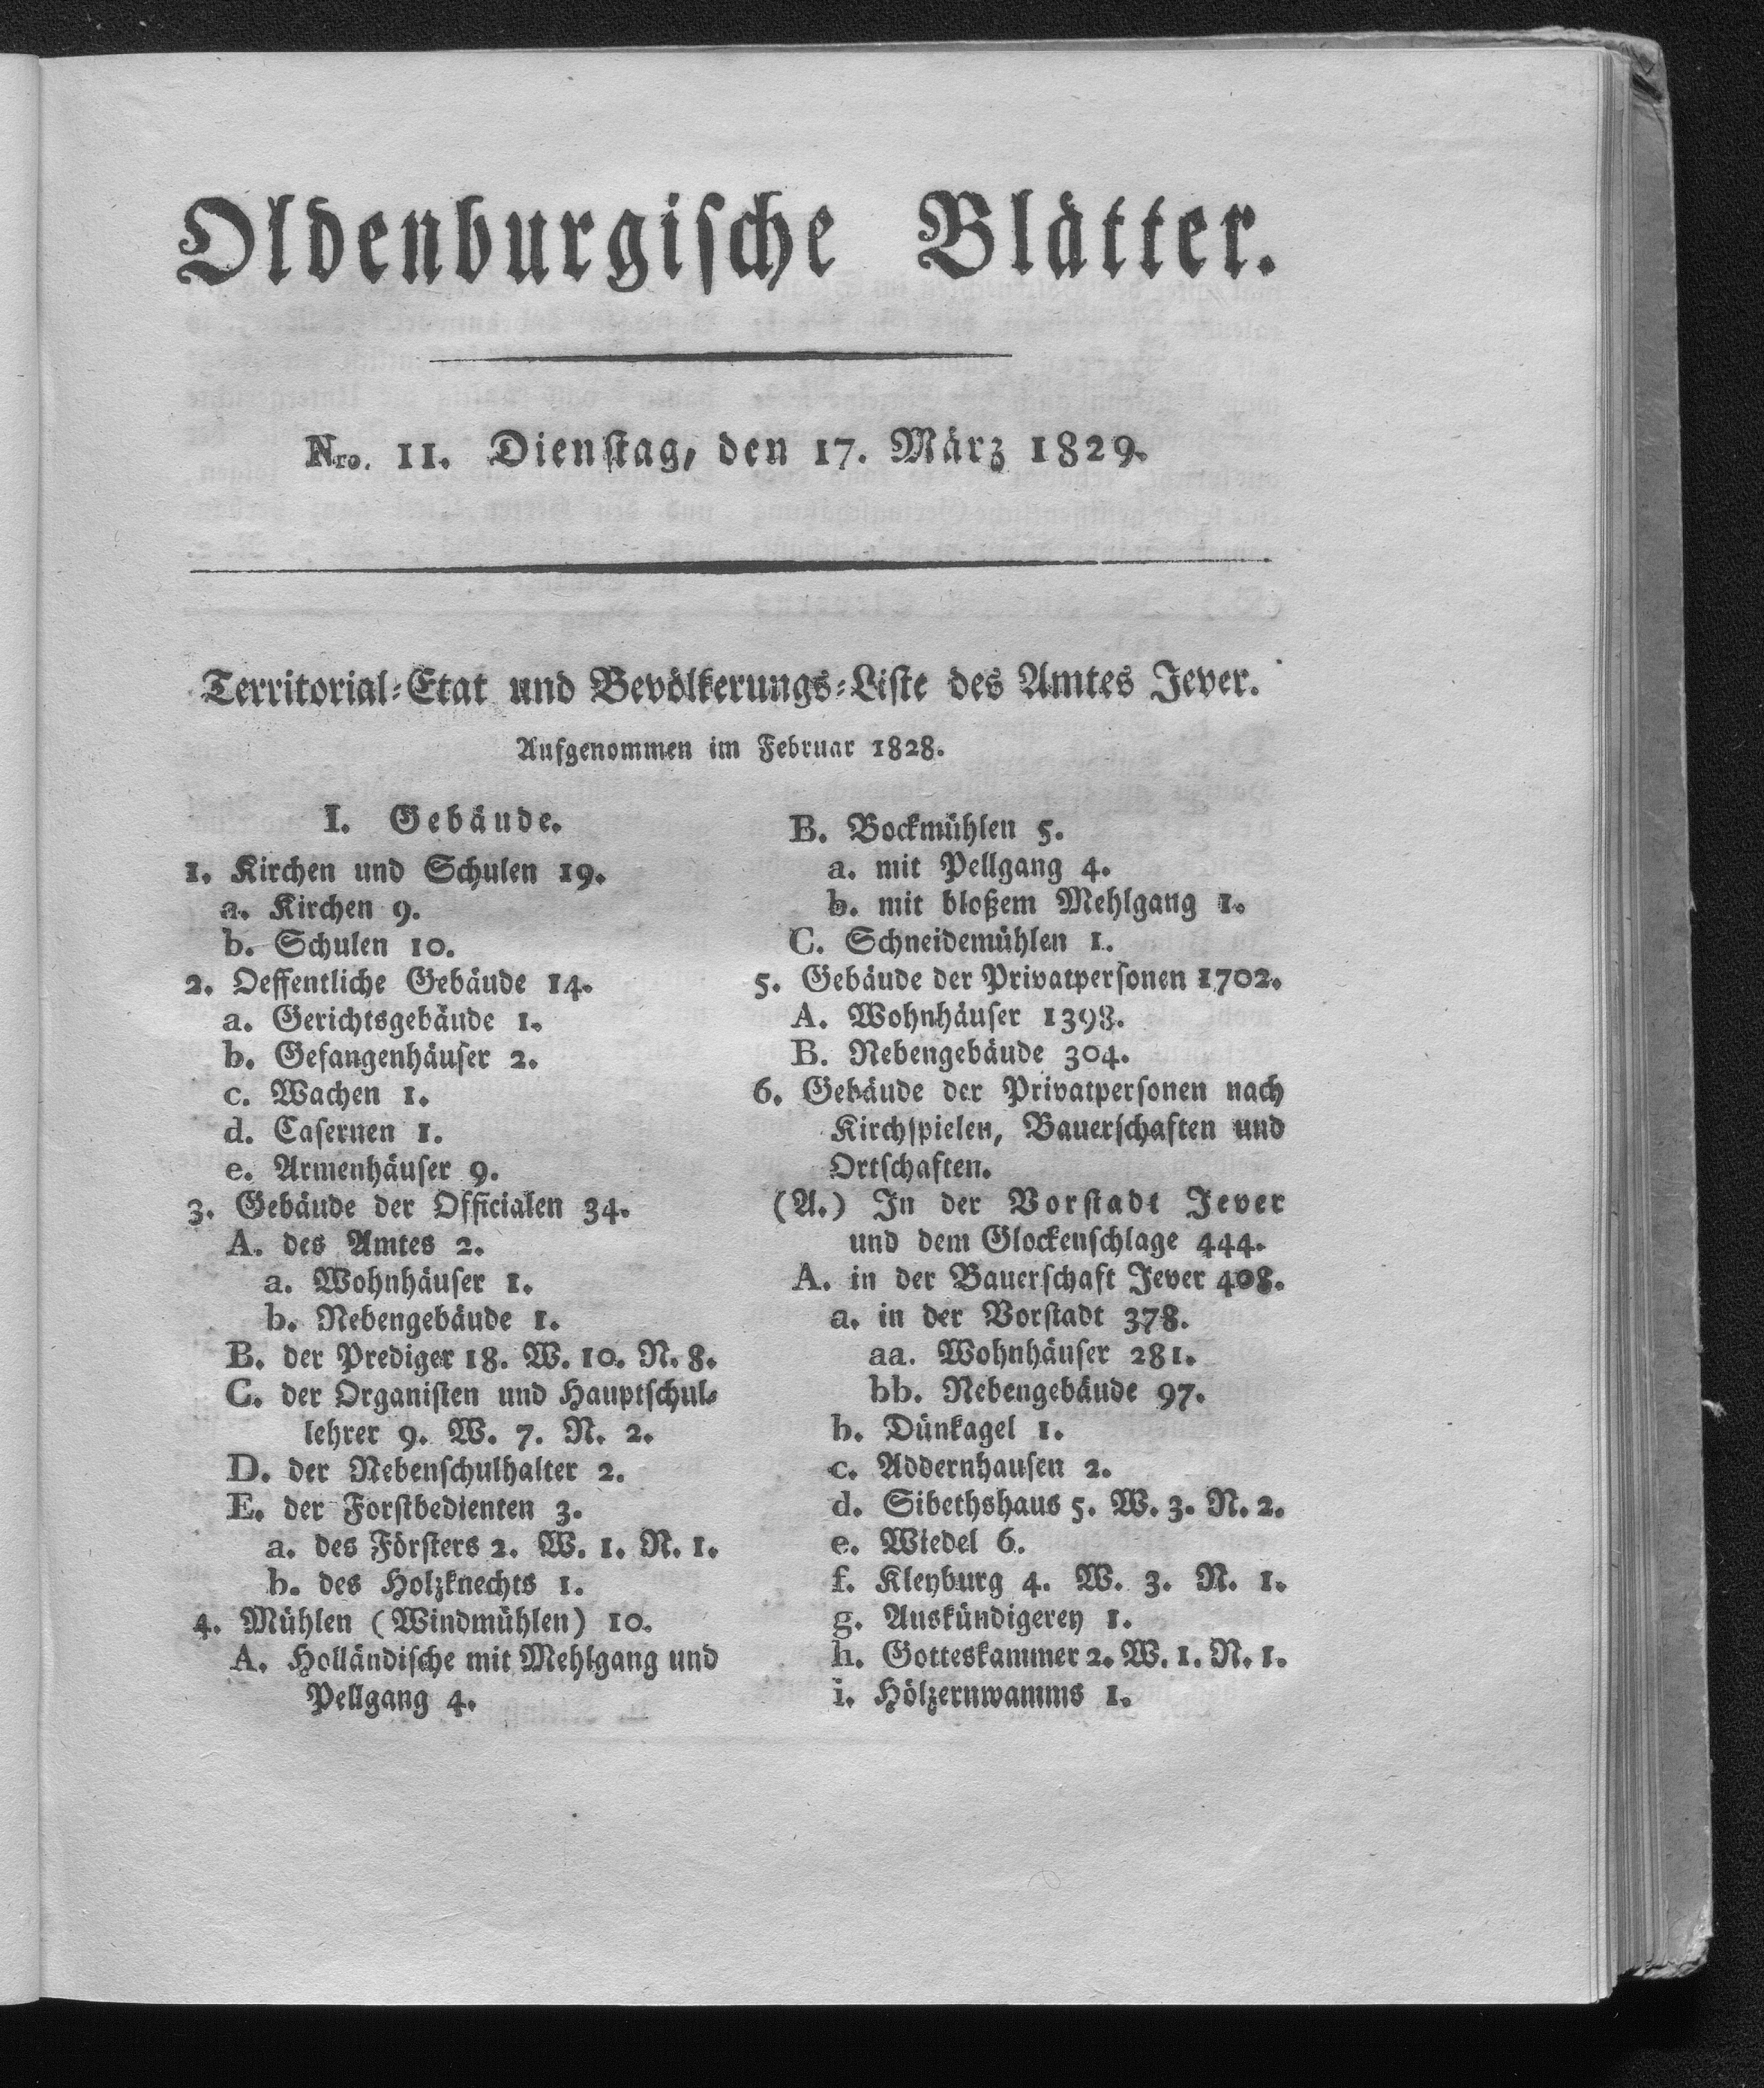 Oldenburgische Blätter.
Nro. 11. Dienstag, den 17. März 1829.
Territorial-Etat und Bevölkerungs-Liste des Amtes Jever.
Aufgenommen im Februar 1828.
I. Gebäude.
1. Kirchen und Schulen 19.
a. Kirchen 9.
b. Schulen 10.
2. Oeffentliche Gebäude 14.
a. Gerichtsgebäude 1.
b. Gefangenhäuser 2.
c. Wachen 1.
d. Casernen 1.
e. Armenhäuser 9.
3. Gebäude der Officialen 34.
A. des Amtes 2.
a. Wohnhäuser 1.
b. Nebengebäude 1.
B. der Prediger 18. W. 10. N. 8.
C. der Organisten und Hauptschul-
lehrer 9. W. 7. N. 2.
D. der Nebenschulhalter 2.
E. der Forstbedienten 3.
a. des Försters 2. W. 1. N. 1.
b. des Holzknechts 1.
4. Mühlen (Windmühlen) 10.
A. Holländische mit Mehlgang und
Pellgang 4.
B. Bockmühlen 5.
a. mit Pellgang 4.
b. mit bloßem Mehlgang 1.
C. Schneidemühlen 1.
5. Gebäude der Privatpersonen 1702.
A. Wohnhäuser 1398.
B. Nebengebäude 304.
6. Gebäude der Privatpersonen nach
Kirchspielen, Bauerschaften und
Ortschaften.
(A.) In der Vorstadt Jever
und dem Glockenschlage 444.
A. in der Bauerschaft Jever 408.
a. in der Vorstadt 378.
aa. Wohnhäuser 281.
bb. Nebengebäude 97.
b. Dünkagel 1.
c. Addernhausen 2.
d. Sibethshaus 5. W. 3. N. 2.
e. Wiedel 6.
f. Kleyburg 4. W. 3. N. 1.
g. Auskündigerey 1.
h. Gotteskammer 2. W. 1. N. 1.
i. Hölzernwamms 1.